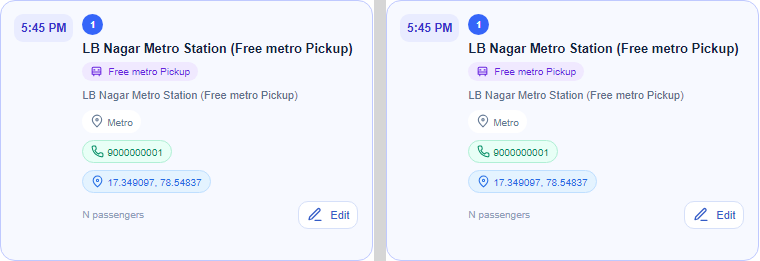 5:45 PM
1
LB Nagar Metro Station (Free metro Pickup)
Free metro Pickup
LB Nagar Metro Station (Free metro Pickup)
Metro
9000000001
17.349097, 78.54837
N passengers
Edit
5:45 PM
1
LB Nagar Metro Station (Free metro Pickup)
Free metro Pickup
LB Nagar Metro Station (Free metro Pickup)
Metro
9000000001
17.349097, 78.54837
N passengers
Edit